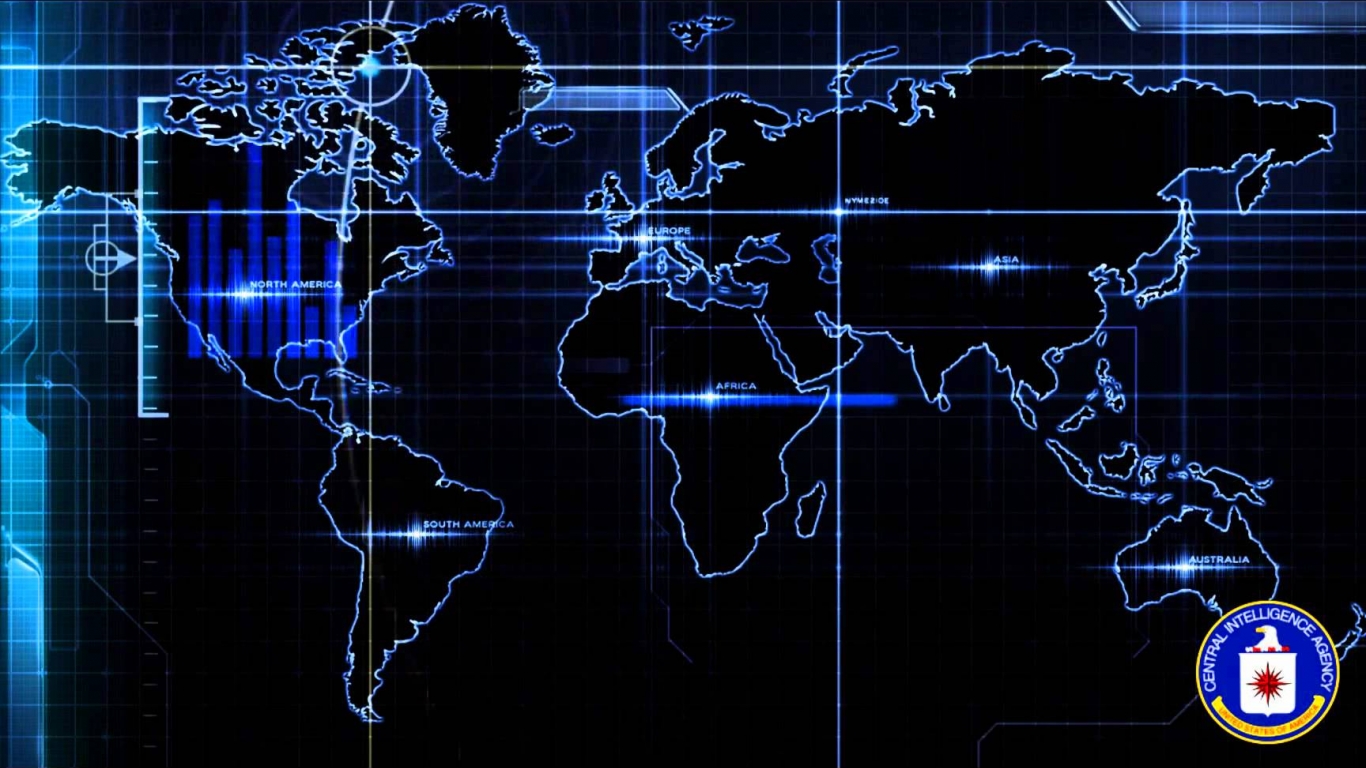 NYMEZIDE
EUROPE
ASIA
NORTH AMERICA
AFRICA
SOUTH AMERICA
AUSTRALIA
CENTRAL INTELLIGENCE AGENCY
UNITED STATES OF AMERICA